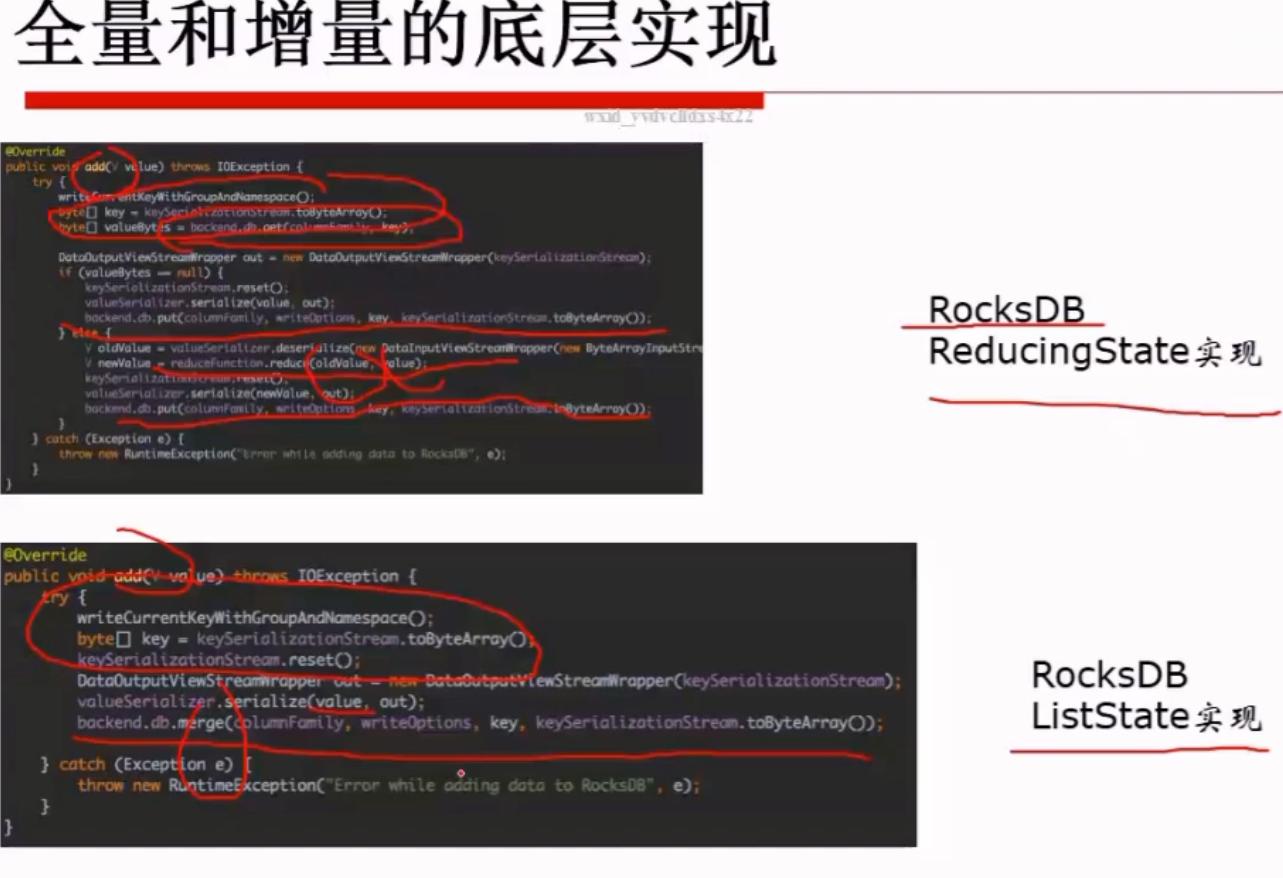 全量和增量的底层实现
@Override
public void add(V value) throws IOException {
try {
writeCurrentKeyWithGroupAndNamespace();
byte[] key = keySerializationStream.toByteArray();
byte[] valueBytes = backend.db.get(columnFamily, key);
DataOutputViewStreamWrapper out = new DataOutputViewStreamWrapper(keySerializationStream);
if (valueBytes == null) {
keySerializationStream.reset();
valueSerializer.serialize(value, out);
backend.db.put(columnFamily, writeOptions, key, keySerializationStream.toByteArray());
} else {
V oldValue = valueSerializer.deserialize(new DataInputViewStreamWrapper(new ByteArrayInputStre
V newValue = reduceFunction.reduce(oldValue, value);
keySerializationStream.reset();
valueSerializer.serialize(newValue, out);
backend.db.put(columnFamily, writeOptions, key, keySerializationStream.toByteArray());
}
} catch (Exception e) {
throw new RuntimeException("Error while adding data to RocksDB", e);
}
}
RocksDB
ReducingState实现
@Override
public void add(V value) throws IOException {
try {
writeCurrentKeyWithGroupAndNamespace();
byte[] key = keySerializationStream.toByteArray();
keySerializationStream.reset();
DataOutputViewStreamWrapper out = new DataOutputViewStreamWrapper(keySerializationStream);
valueSerializer.serialize(value, out);
backend.db.merge(columnFamily, writeOptions, key, keySerializationStream.toByteArray());
} catch (Exception e) {
throw new RuntimeException("Error while adding data to RocksDB", e);
}
}
RocksDB
ListState实现